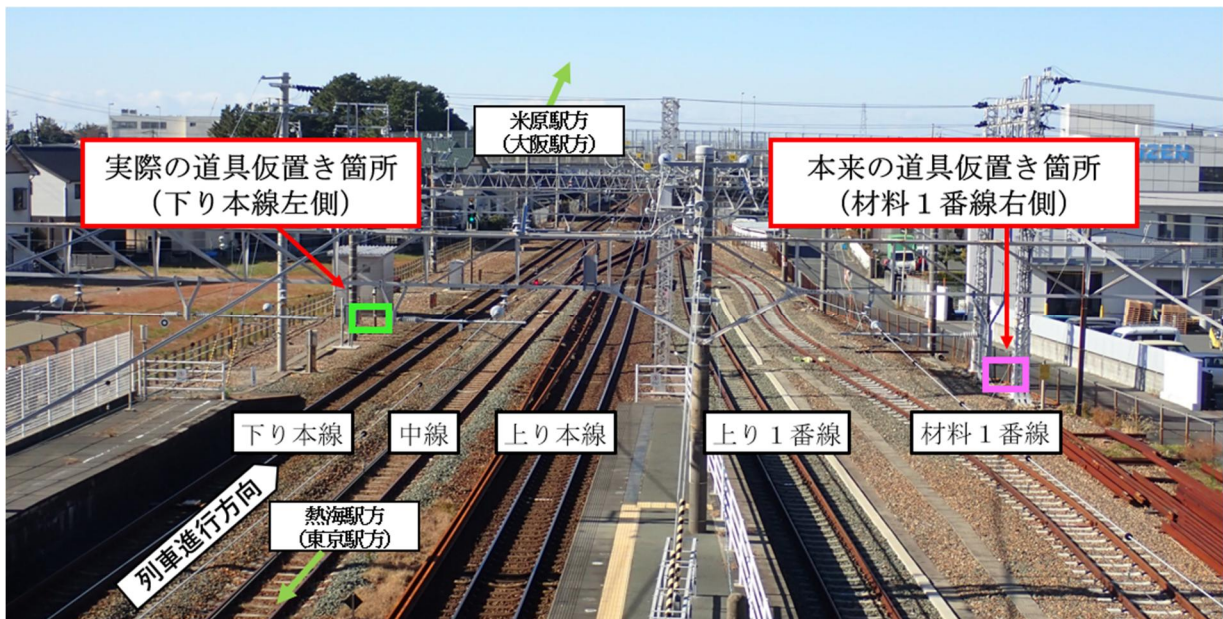 米原駅方
(大阪駅方)
実際の道具仮置き箇所
(下り本線左側)
本来の道具仮置き箇所
(材料１番線右側)
下り本線
中線
上り本線
上り１番線
材料１番線
列車進行方向
熱海駅方
(東京駅方)